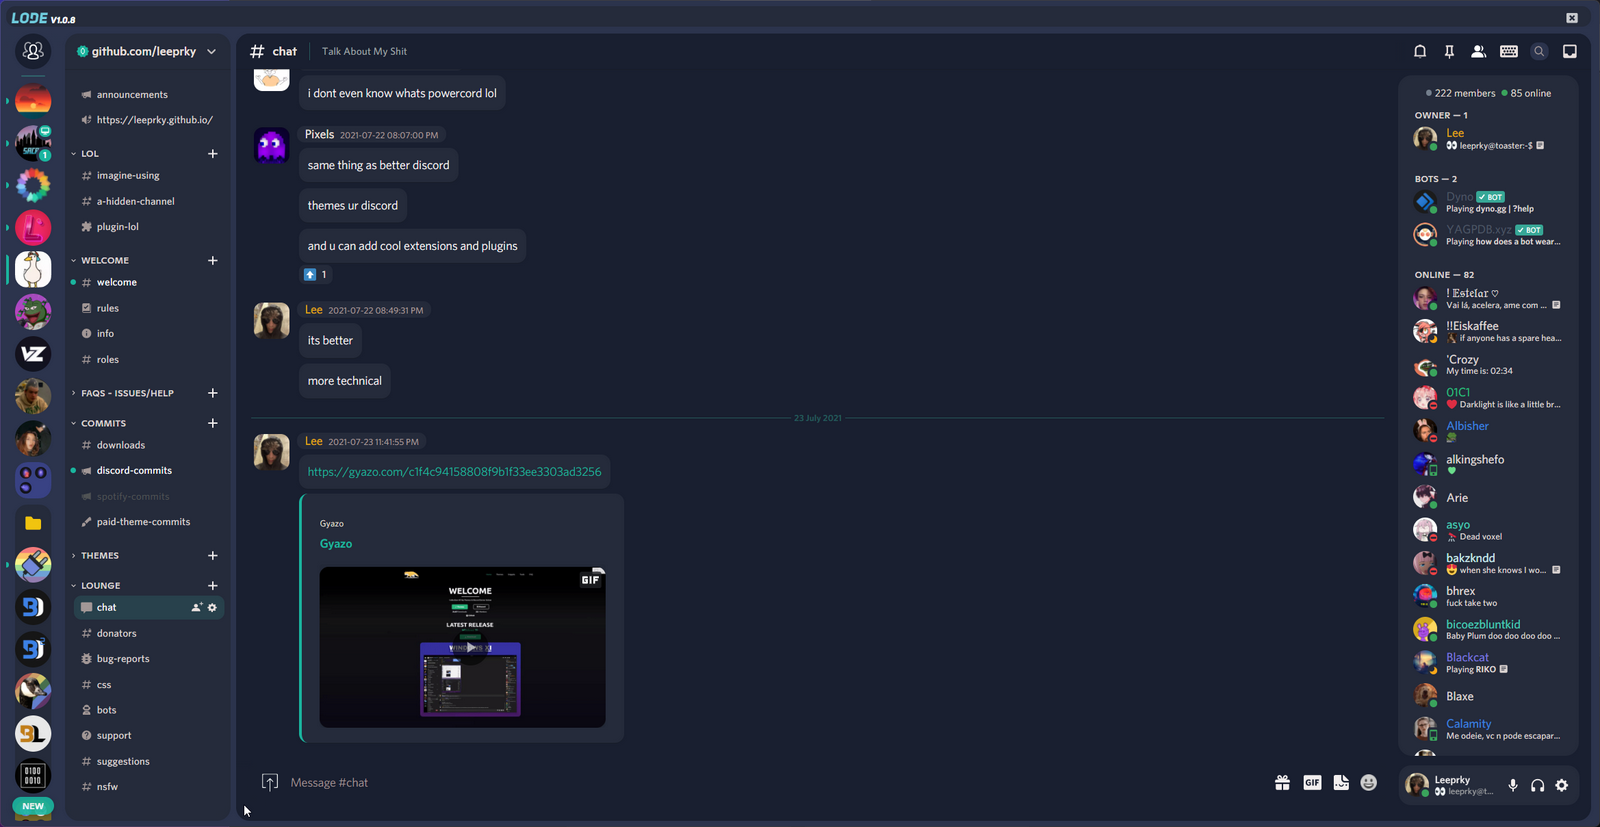 LODE V1.0.8
github.com/leeprky
announcements
https://leeprky.github.io/
LOL
imagine-using
a-hidden-channel
plugin-lol
WELCOME
welcome
rules
info
roles
FAQS - ISSUES/HELP
COMMITS
downloads
discord-commits
spotify-commits
paid-theme-commits
THEMES
LOUNGE
chat
donators
bug-reports
css
bots
support
suggestions
nsfw
1
VZ
NEW
# chat
Talk About My Shit
i dont even know whats powercord lol
Pixels 2021-07-22 08:07:00 PM
same thing as better discord
themes ur discord
and u can add cool extensions and plugins
1
Lee 2021-07-22 08:49:31 PM
its better
more technical
23 July 2021
Lee 2021-07-23 11:41:55 PM
https://gyazo.com/c1f4c94158808f9b1f33ee3303ad3256
Gyazo
Gyazo
GIF
WELCOME
LATEST RELEASE
Message #chat
GIF
222 members 85 online
OWNER — 1
Lee
👀 leeprky@toaster:-$
BOTS — 2
Dyno ✓ BOT
Playing dyno.gg | ?help
YAGPDB.xyz ✓ BOT
Playing how does a bot wear...
ONLINE — 82
! 𝔼𝕤𝕥𝕖𝕝𝕒𝕣 ♡
Vai lá, acelera, ame com ...
!!Eiskaffee
if anyone has a spare hea...
'Crozy
My time is: 02:34
01C1
❤️ Darklight is like a little br...
Albisher
alkingshefo
Arie
asyo
Dead voxel
bakzkndd
😍 when she knows I wo...
bhrex
fuck take two
bicoezbluntkid
Baby Plum doo doo doo doo ...
Blackcat
Playing RIKO
Blaxe
Calamity
Me odeie, vc n pode escapar...
Leeprky
👀 leeprky@t...